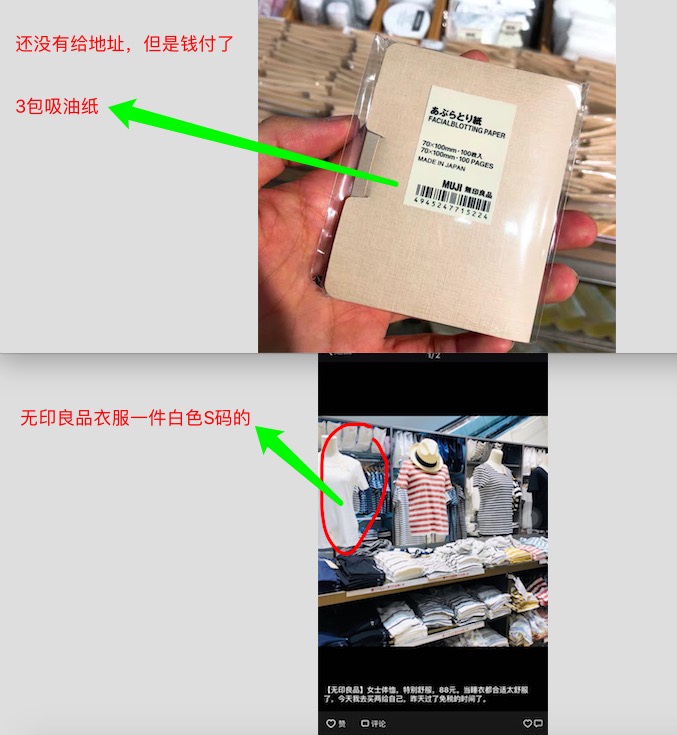 还没有给地址，但是钱付了
3包吸油纸
あぶらとり紙
FACIAL BLOTTING PAPER
70×100mm・100枚入
70×100mm・100 PAGES
MADE IN JAPAN
MUJI 無印良品
4945247715224
1/2
无印良品衣服一件白色S码的
【无印良品】女士体恤，特别舒服，88元。当睡衣都合适太舒服
了，今天我去买两给自己，昨天过了免税的时间了。
赞
评论